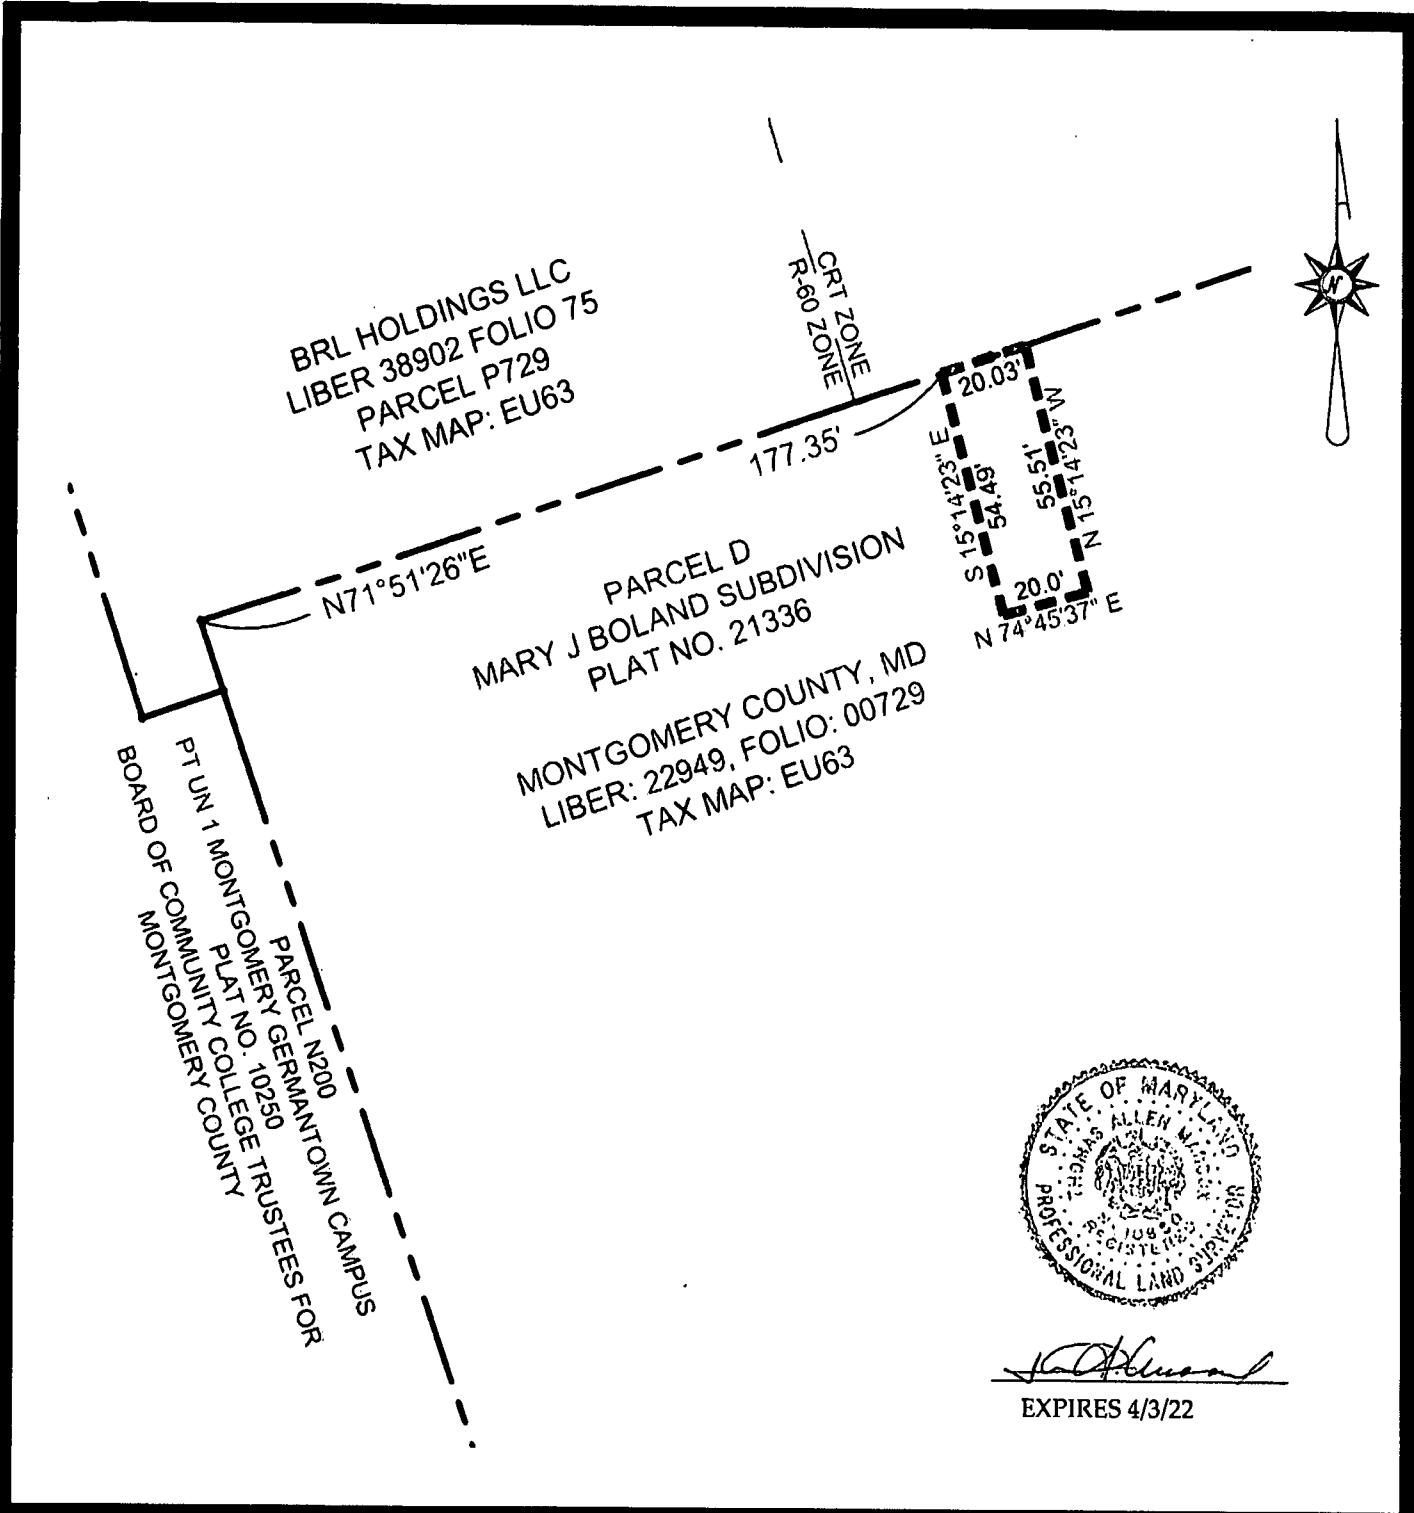 BRL HOLDINGS LLC
LIBER 38902 FOLIO 75
PARCEL P729
TAX MAP: EU63
CRT ZONE
R-60 ZONE
N
20.03'
177.35'
S 15°14'23" E
54.49'
55.51'
N 15°14'23" W
20.0'
N 74°45'37" E
N71°51'26"E
PARCEL D
MARY J BOLAND SUBDIVISION
PLAT NO. 21336
MONTGOMERY COUNTY, MD
LIBER: 22949, FOLIO: 00729
TAX MAP: EU63
PARCEL N200
PT UN 1 MONTGOMERY GERMANTOWN CAMPUS
PLAT NO. 10250
BOARD OF COMMUNITY COLLEGE TRUSTEES FOR
MONTGOMERY COUNTY
STATE OF MARYLAND
THOMAS ALLEN
REGISTERED
PROFESSIONAL LAND SURVEYOR
EXPIRES 4/3/22